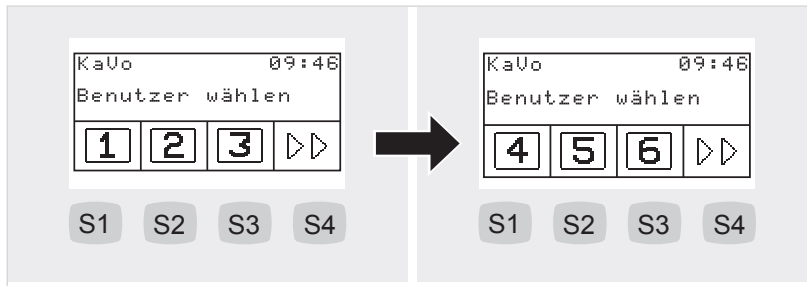 KaVo 09:46
Benutzer wählen
1 2 3 ▷▷
S1 S2 S3 S4
KaVo 09:46
Benutzer wählen
4 5 6 ▷▷
S1 S2 S3 S4